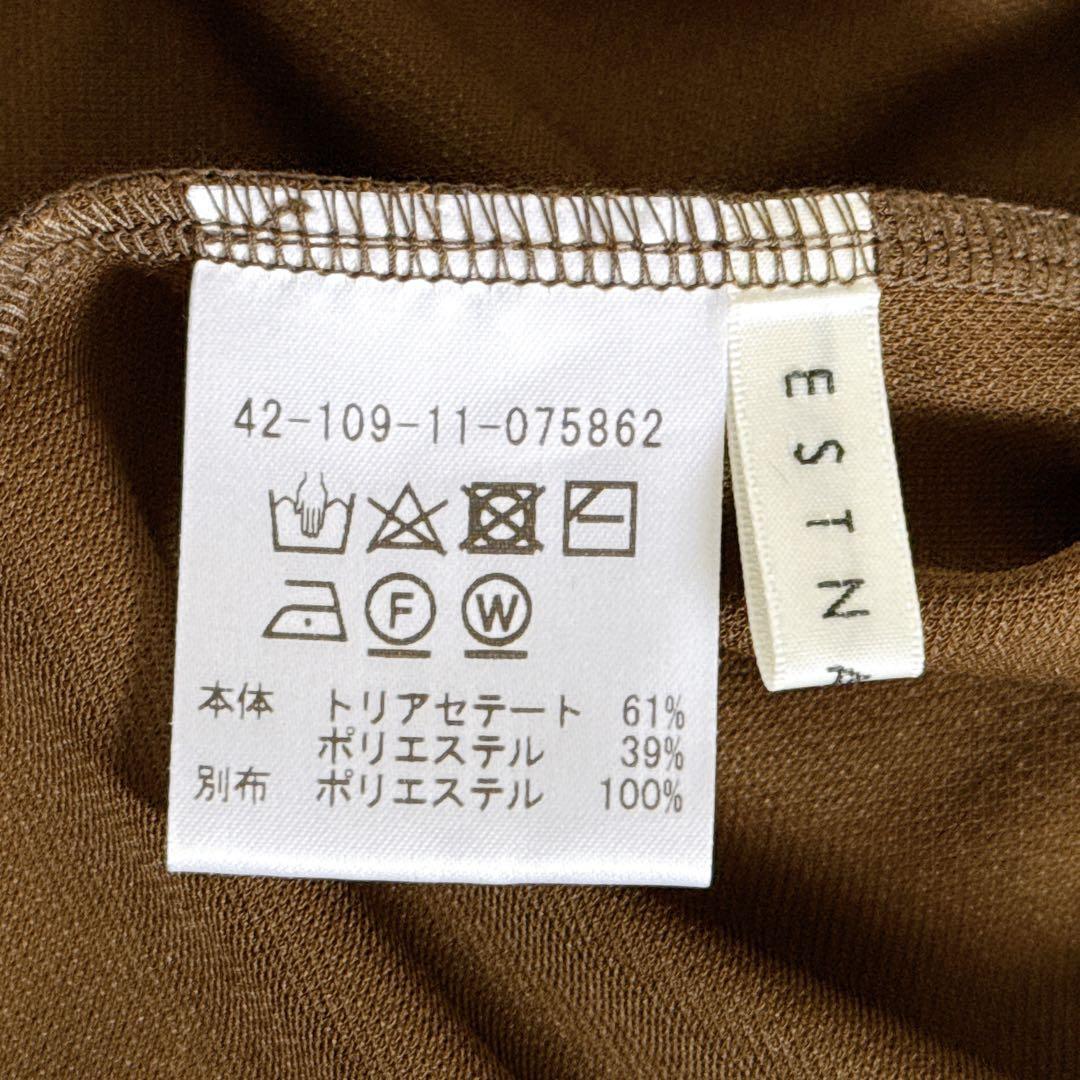 42-109-11-075862
F W
本体 トリアセテート 61%
ポリエステル 39%
別布 ポリエステル 100%
ESTN